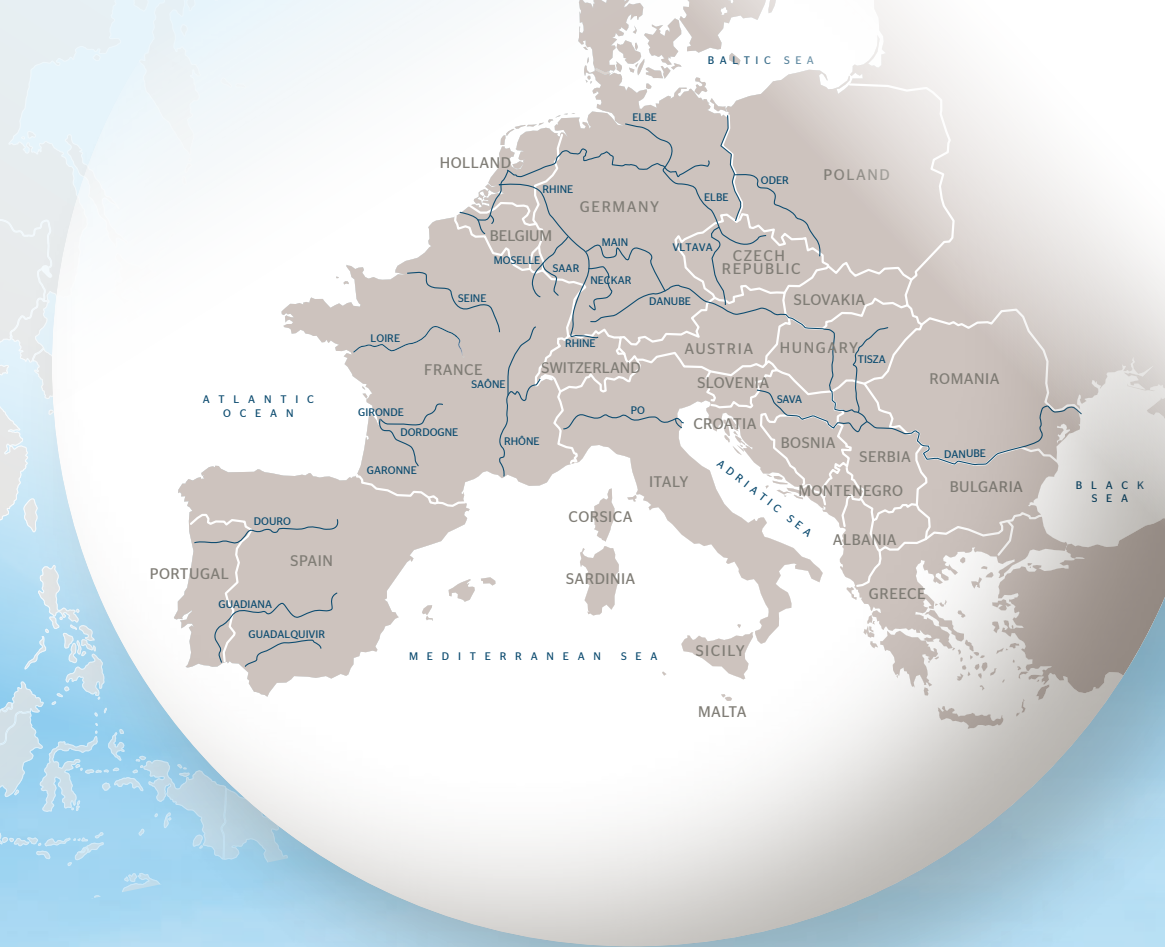 BALTIC SEA
ELBE
HOLLAND
POLAND
ODER
RHINE
ELBE
GERMANY
BELGIUM
MAIN
VLTAVA
CZECH
REPUBLIC
MOSELLE
SAAR
NECKAR
SEINE
DANUBE
SLOVAKIA
LOIRE
RHINE
AUSTRIA
HUNGARY
TISZA
FRANCE
SWITZERLAND
ROMANIA
SAÔNE
SLOVENIA
ATLANTIC
OCEAN
SAVA
GIRONDE
PO
CROATIA
DORDOGNE
RHÔNE
BOSNIA
SERBIA
DANUBE
GARONNE
ITALY
ADRIATIC SEA
MONTENEGRO
BULGARIA
BLACK
SEA
CORSICA
DOURO
ALBANIA
SPAIN
PORTUGAL
SARDINIA
GREECE
GUADIANA
GUADALQUIVIR
SICILY
MEDITERRANEAN SEA
MALTA